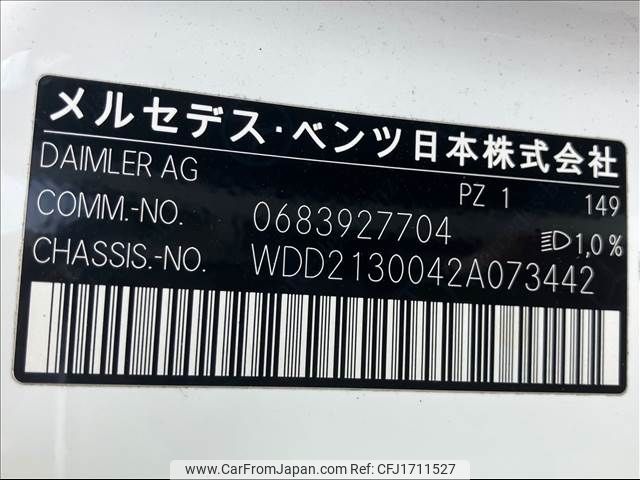 メルセデス・ベンツ日本株式会社
DAIMLER AG
PZ 1 149
COMM.-NO. 0683927704 1,0%
CHASSIS.-NO. WDD2130042A073442
www.CarFromJapan.com | CFJ1711527